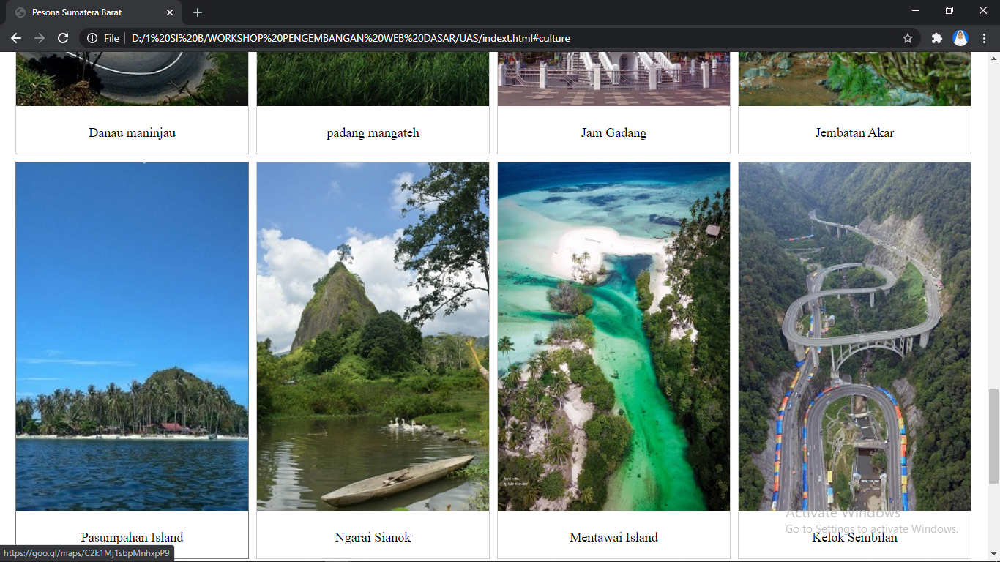 Pesona Sumatera Barat
File D:/1%20SI%20B/WORKSHOP%20PENGEMBANGAN%20WEB%20DASAR/UAS/indext.html#culture
Danau maninjau
padang mangateh
Jam Gadang
Jembatan Akar
Pasumpahan Island
Ngarai Sianok
Mentawai Island
Kelok Sembilan
Activate Windows
Go to Settings to activate Windows.
https://goo.gl/maps/C2k1Mj1sbpMnhxpP9